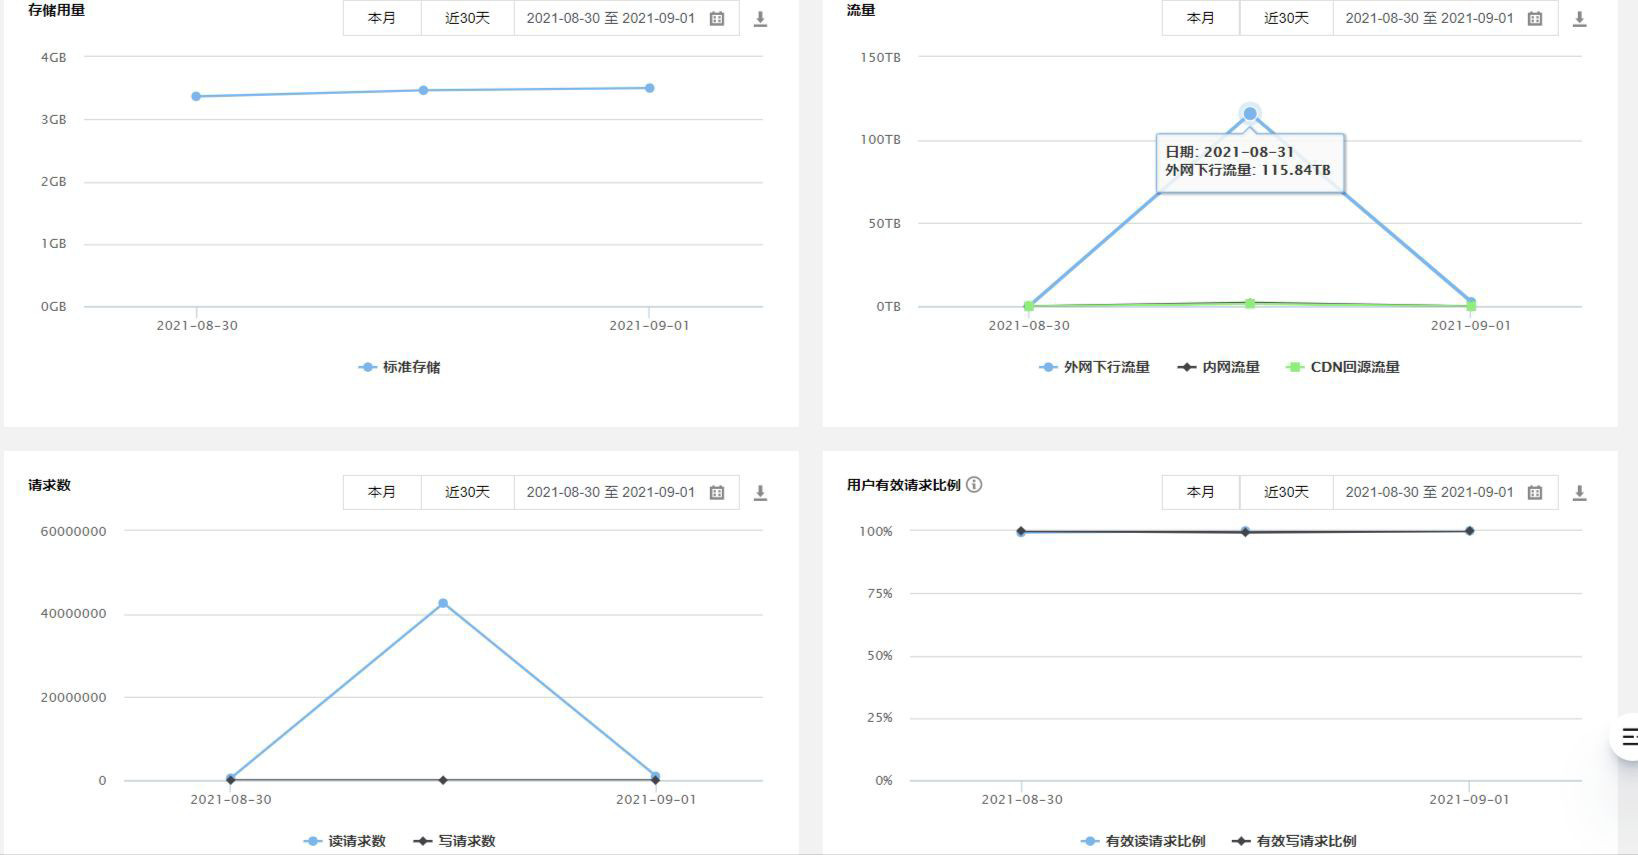 存储用量
本月 近30天 2021-08-30 至 2021-09-01
4GB
3GB
2GB
1GB
0GB
2021-08-30 2021-09-01
标准存储
流量
本月 近30天 2021-08-30 至 2021-09-01
150TB
100TB
50TB
0TB
日期: 2021-08-31
外网下行流量: 115.84TB
2021-08-30 2021-09-01
外网下行流量 内网流量 CDN回源流量
请求数
本月 近30天 2021-08-30 至 2021-09-01
60000000
40000000
20000000
0
2021-08-30 2021-09-01
读请求数 写请求数
用户有效请求比例
本月 近30天 2021-08-30 至 2021-09-01
100%
75%
50%
25%
0%
2021-08-30 2021-09-01
有效读请求比例 有效写请求比例